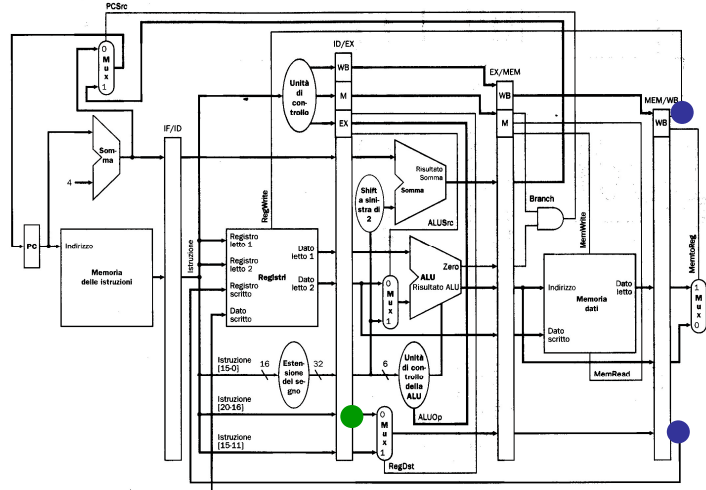 PCSrc
0
M
u
x
1
ID/EX
WB
M
EX
Unità
di con-
trollo
EX/MEM
WB
M
MEM/WB
WB
IF/ID
Som-
ma
4
PC
Indirizzo
Memoria
delle istruzioni
Istruzione
RegWrite
Registro
letto 1
Registro
letto 2
Registro
scritto
Dato
scritto
Registri
Dato
letto 1
Dato
letto 2
Shift
a sini-
stra di
2
Somma
Risultato
Somma
ALUSrc
0
M
u
x
1
ALU
Zero
Risultato ALU
Branch
MemWrite
Indirizzo
Dato
letto
Memoria
dati
Dato
scritto
MemRead
MemtoReg
1
M
u
x
0
Istruzione
[15-0]
16
Esten-
sione
del se-
gno
32
6
Unità
di con-
trollo
della
ALU
ALUOp
Istruzione
[20-16]
Istruzione
[15-11]
0
M
u
x
1
RegDst